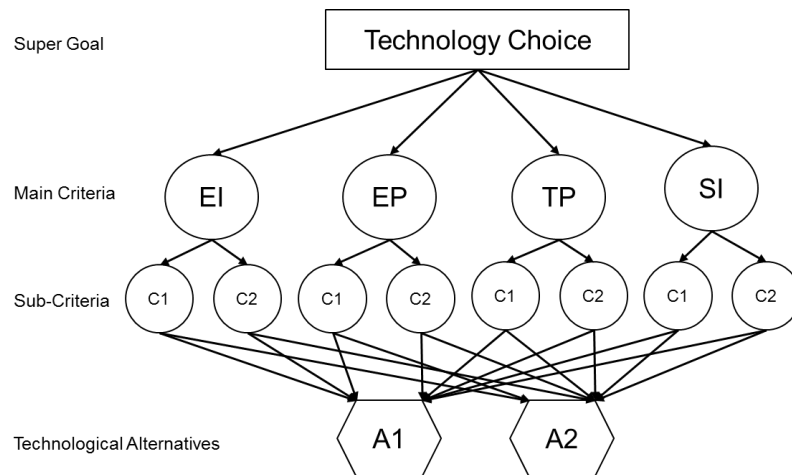 Super Goal
Technology Choice
Main Criteria
EI
EP
TP
SI
Sub-Criteria
C1
C2
C1
C2
C1
C2
C1
C2
Technological Alternatives
A1
A2